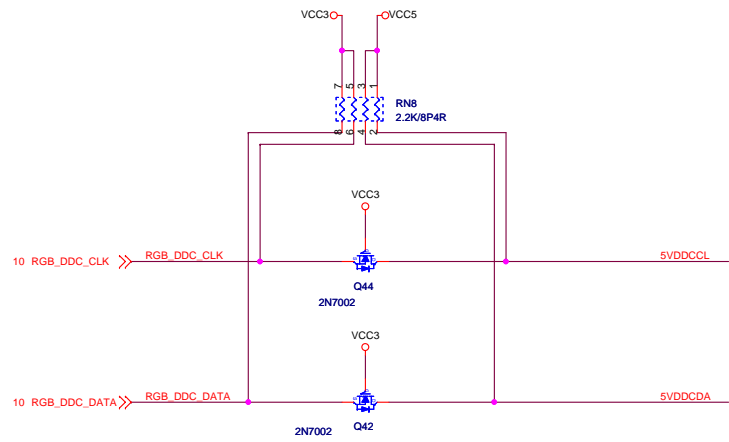 VCC3
VCC5
7
5
3
1
RN8
2.2K/8P4R
8
6
4
2
VCC3
10 RGB_DDC_CLK
RGB_DDC_CLK
5VDDCCL
Q44
2N7002
VCC3
10 RGB_DDC_DATA
RGB_DDC_DATA
5VDDCDA
2N7002
Q42